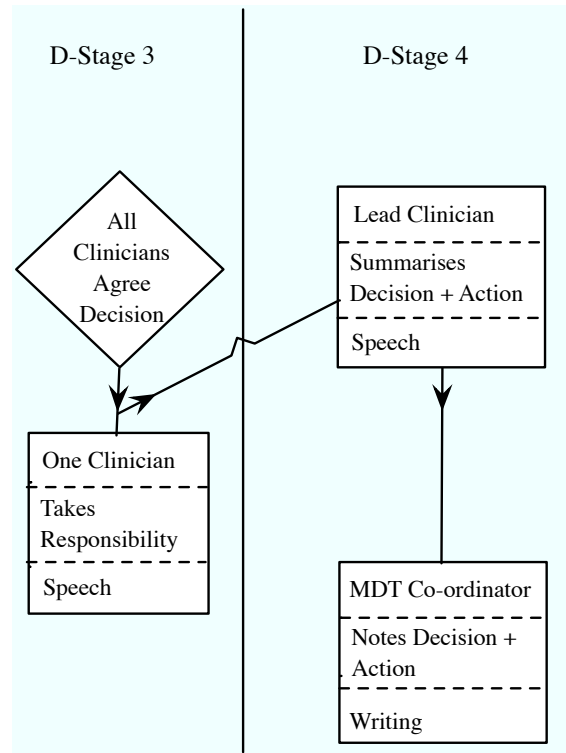 D-Stage 3
All
Clinicians
Agree
Decision
One Clinician
Takes
Responsibility
Speech
D-Stage 4
Lead Clinician
Summarises
Decision + Action
Speech
MDT Co-ordinator
Notes Decision +
Action
Writing